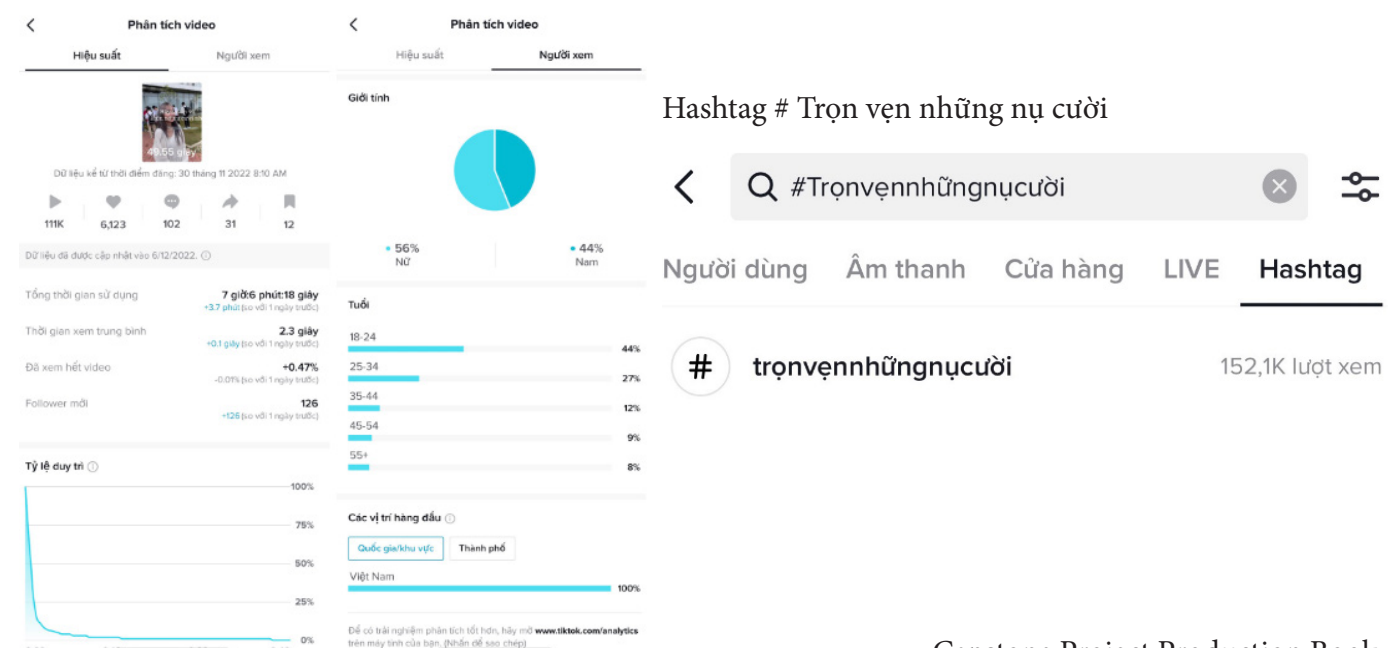 Phân tích video
Hiệu suất
Người xem
49.55 giây
Dữ liệu kể từ thời điểm đăng: 30 tháng 11 2022 8:10 AM
111K
6,123
102
31
12
Dữ liệu đã được cập nhật vào 6/12/2022.
Tổng thời gian sử dụng
7 giờ:6 phút:18 giây
+3.7 phút (so với 1 ngày trước)
Thời gian xem trung bình
2.3 giây
+0.1 giây (so với 1 ngày trước)
Đã xem hết video
+0.47%
-0.01% (so với 1 ngày trước)
Follower mới
126
+126 (so với 1 ngày trước)
Tỷ lệ duy trì
100%
75%
50%
25%
0%
Phân tích video
Hiệu suất
Người xem
Giới tính
56%
Nữ
44%
Nam
Tuổi
18-24
44%
25-34
27%
35-44
12%
45-54
9%
55+
8%
Các vị trí hàng đầu
Quốc gia/khu vực
Thành phố
Việt Nam
100%
Để có trải nghiệm phân tích tốt hơn, hãy mở www.tiktok.com/analytics
trên máy tính của bạn. (Nhấn để sao chép)
Hashtag # Trọn vẹn những nụ cười
#Trọnvẹnnhữngnụcười
Người dùng
Âm thanh
Cửa hàng
LIVE
Hashtag
# trọnvẹnnhữngnụcười
152,1K lượt xem
Capstone Project Production Book